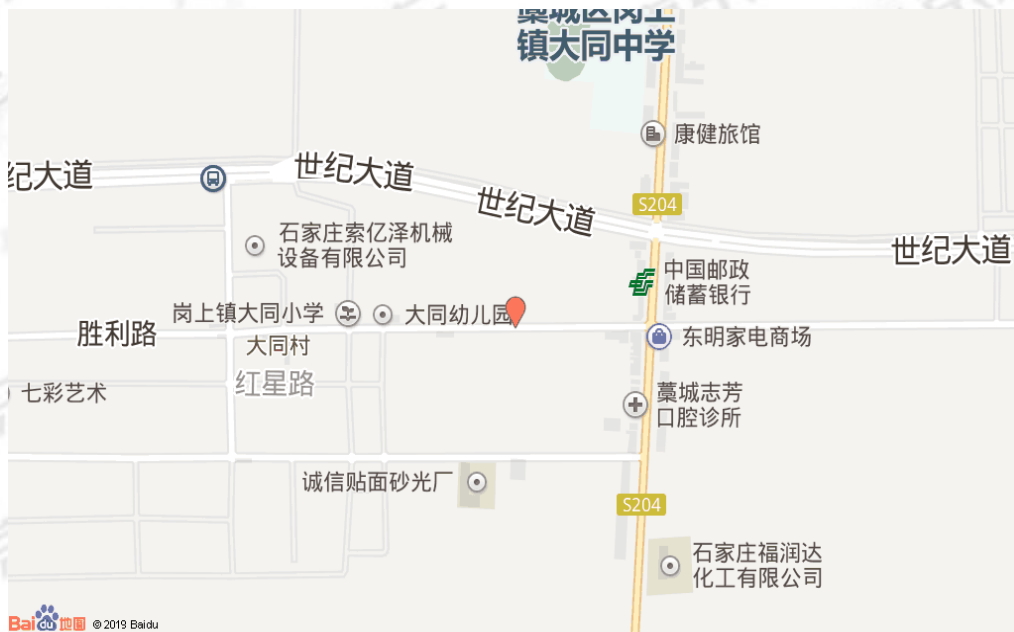 藁城区岗上
镇大同中学
康健旅馆
纪大道
世纪大道
世纪大道
S204
世纪大道
石家庄索亿泽机械
设备有限公司
中国邮政
储蓄银行
岗上镇大同小学
大同幼儿园
胜利路
大同村
东明家电商场
红星路
七彩艺术
藁城志芳
口腔诊所
诚信贴面砂光厂
S204
石家庄福润达
化工有限公司
Bai du 地图 © 2019 Baidu